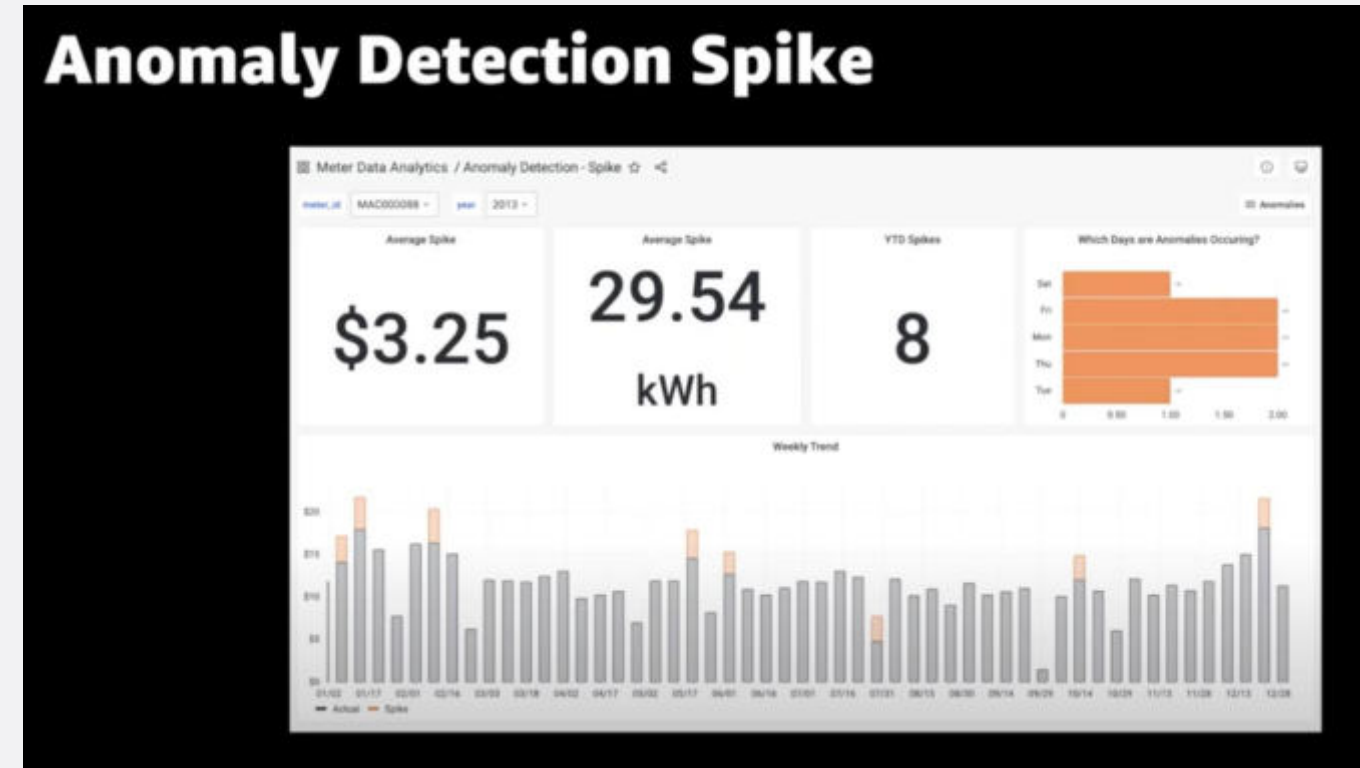 Anomaly Detection Spike
Meter Data Analytics / Anomaly Detection - Spike
meter_id MAC000088 year 2013
Anomalies
Average Spike
$3.25
Average Spike
29.54
kWh
YTD Spikes
8
Which Days are Anomalies Occuring?
Sat
Fri
Mon
Thu
Tue
0 0.50 1.00 1.50 2.00
Weekly Trend
$20
$15
$10
$5
$0
01/02 01/17 02/01 02/16 03/03 03/18 04/02 04/17 05/02 05/17 06/01 06/16 07/01 07/16 07/31 08/15 08/30 09/14 09/29 10/14 10/29 11/13 11/28 12/13 12/28
Actual Spike